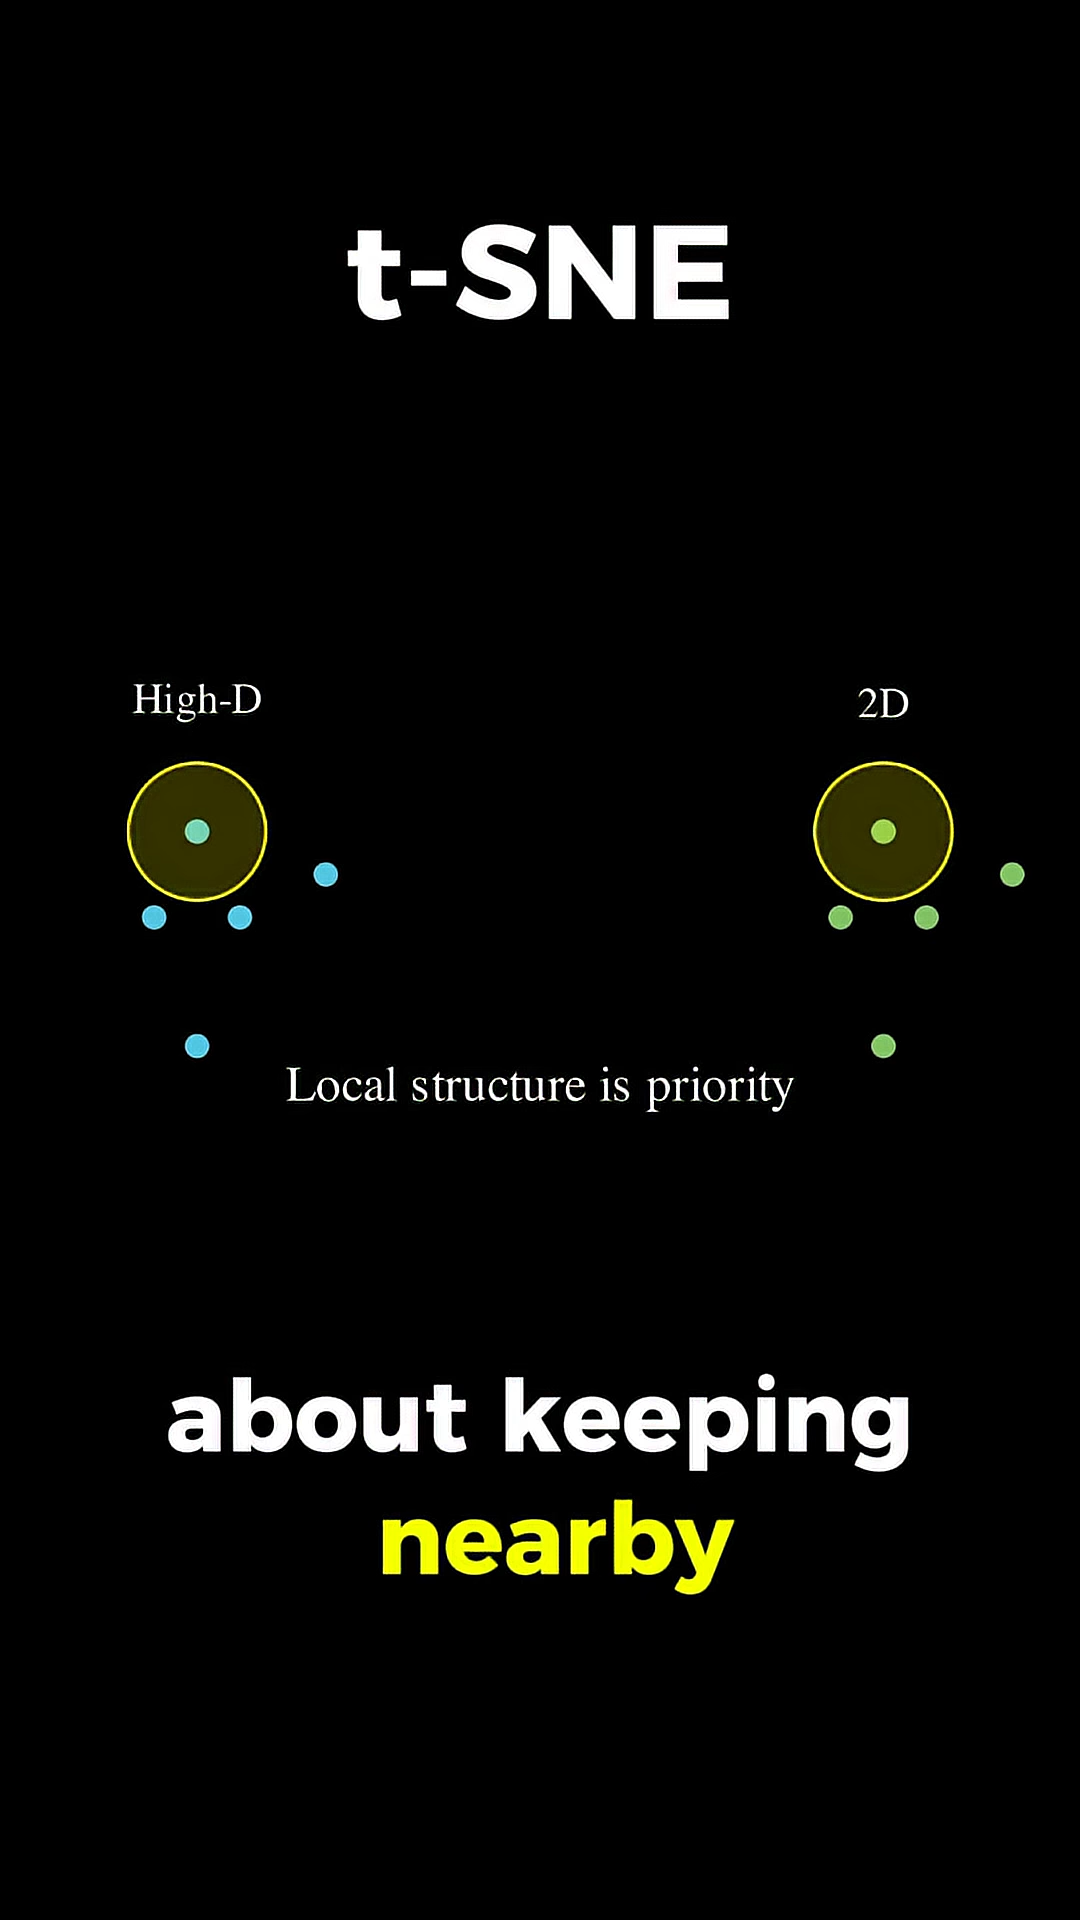 t-SNE
High-D
2D
Local structure is priority
about keeping
nearby